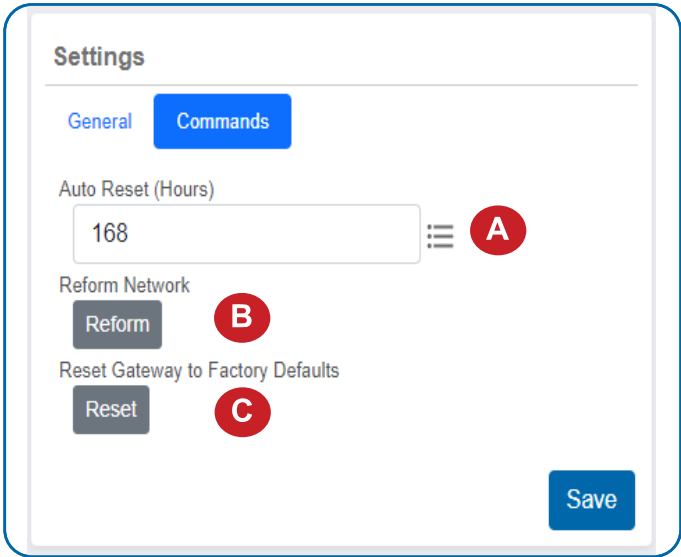 Settings
General Commands
Auto Reset (Hours)
168 A
Reform Network
Reform B
Reset Gateway to Factory Defaults
Reset C
Save